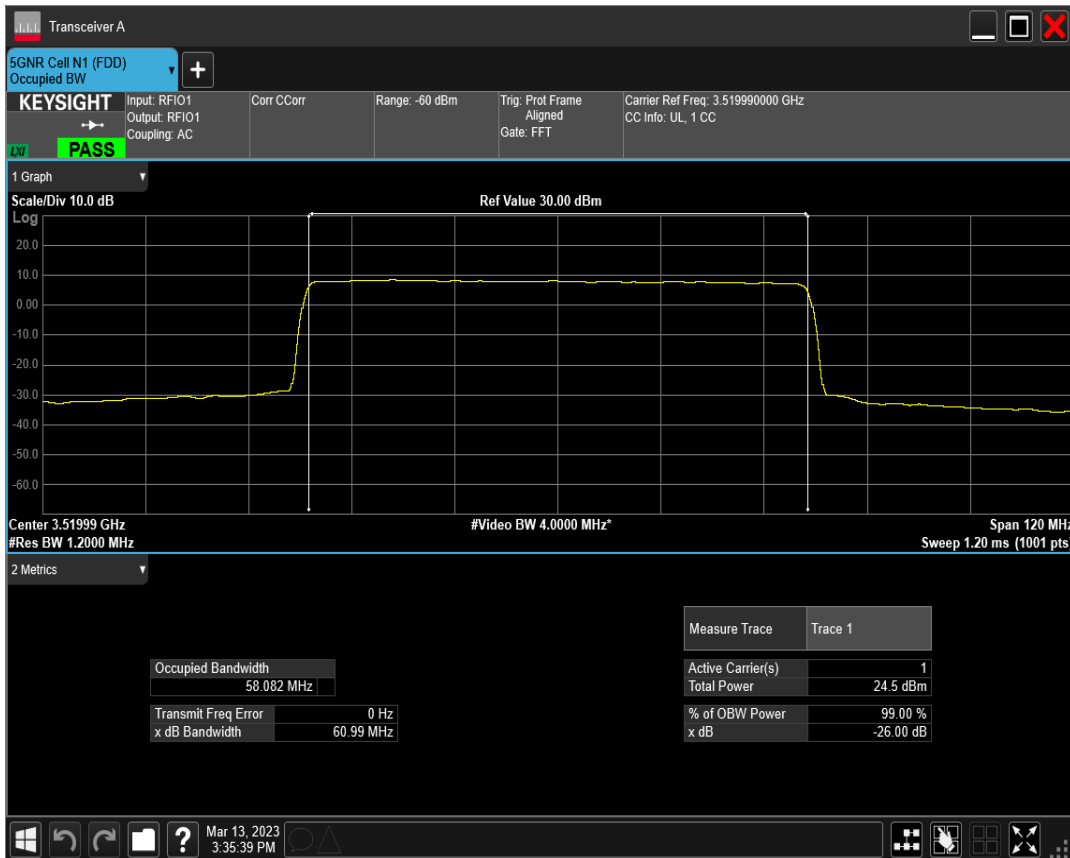 Transceiver A
5GNR Cell N1 (FDD)
Occupied BW
KEYSIGHT
LXI
PASS
Input: RFIO1
Output: RFIO1
Coupling: AC
Corr CCorr
Range: -60 dBm
Trig: Prot Frame
Aligned
Gate: FFT
Carrier Ref Freq: 3.519990000 GHz
CC Info: UL, 1 CC
1 Graph
Scale/Div 10.0 dB
Ref Value 30.00 dBm
Log
20.0
10.0
0.00
-10.0
-20.0
-30.0
-40.0
-50.0
-60.0
Center 3.51999 GHz
#Video BW 4.0000 MHz*
Span 120 MHz
#Res BW 1.2000 MHz
Sweep 1.20 ms (1001 pts)
2 Metrics
Measure Trace Trace 1
Occupied Bandwidth
58.082 MHz
Active Carrier(s) 1
Total Power 24.5 dBm
Transmit Freq Error 0 Hz
x dB Bandwidth 60.99 MHz
% of OBW Power 99.00 %
x dB -26.00 dB
?
Mar 13, 2023
3:35:39 PM